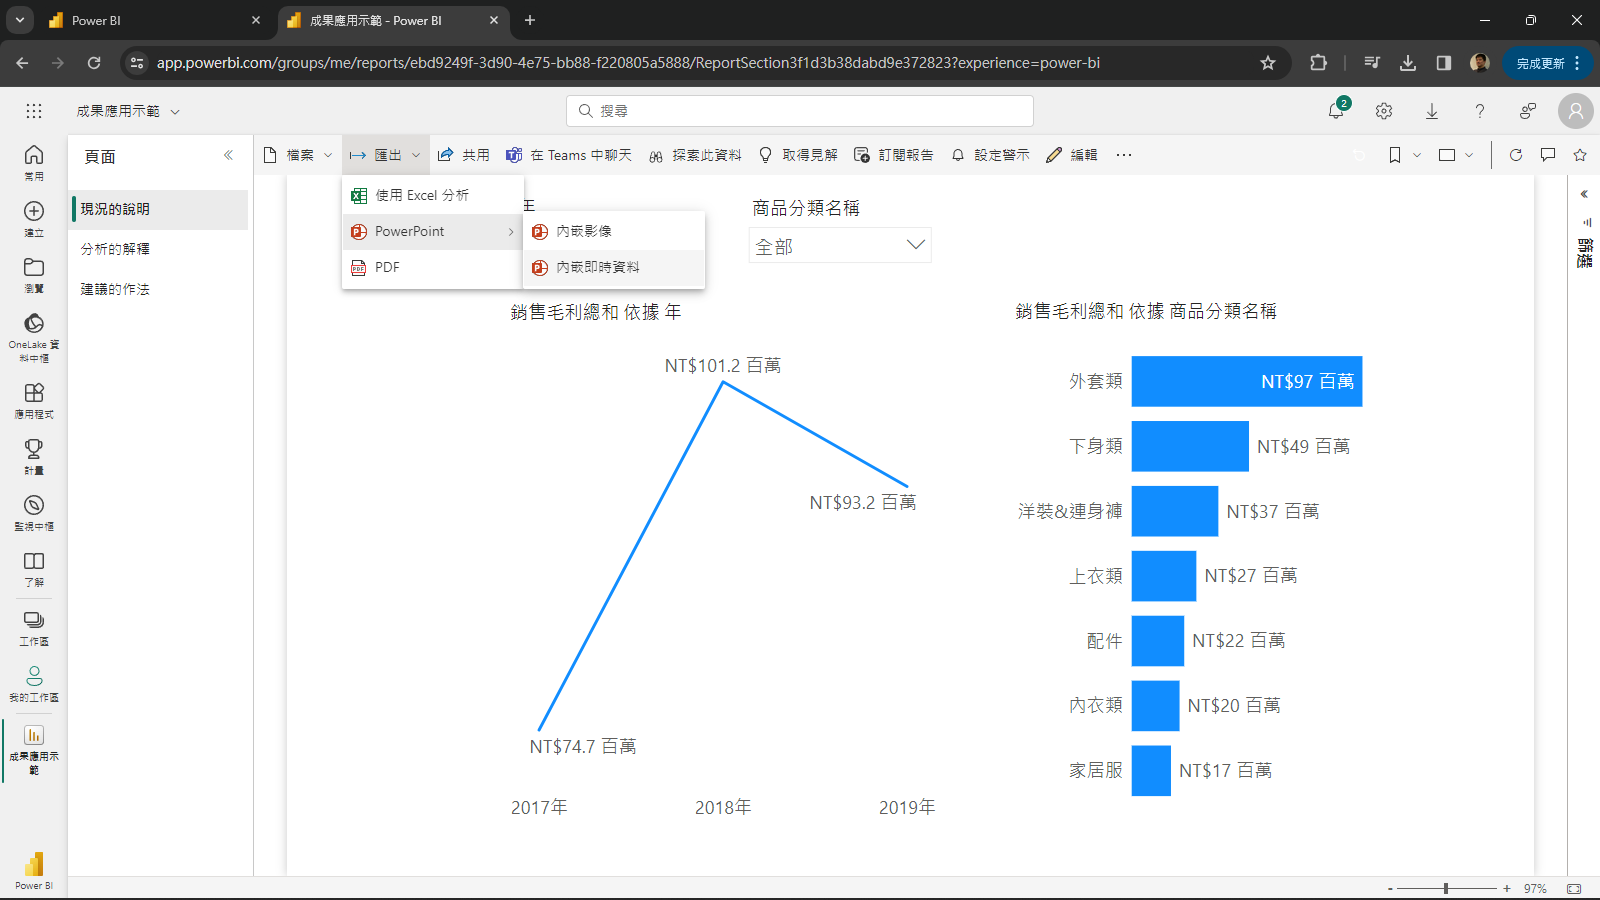 Power BI
成果應用示範 - Power BI
app.powerbi.com/groups/me/reports/ebd9249f-3d90-4e75-bb88-f220805a5888/ReportSection3f1d3b38dabd9e372823?experience=power-bi
完成更新
成果應用示範
搜尋
2
常用
建立
瀏覽
OneLake 資
料中樞
應用程式
計量
監視中樞
了解
工作區
我的工作區
成果應用示
範
Power BI
頁面
現況的說明
分析的解釋
建議的作法
檔案
匯出
共用
在 Teams 中聊天
探索此資料
取得見解
訂閱報告
設定警示
編輯
使用 Excel 分析
PowerPoint
PDF
內嵌影像
內嵌即時資料
年
商品分類名稱
全部
銷售毛利總和 依據 年
NT$101.2 百萬
NT$93.2 百萬
NT$74.7 百萬
2017年
2018年
2019年
銷售毛利總和 依據 商品分類名稱
外套類
NT$97 百萬
下身類
NT$49 百萬
洋裝&連身褲
NT$37 百萬
上衣類
NT$27 百萬
配件
NT$22 百萬
內衣類
NT$20 百萬
家居服
NT$17 百萬
篩選
- + 97%